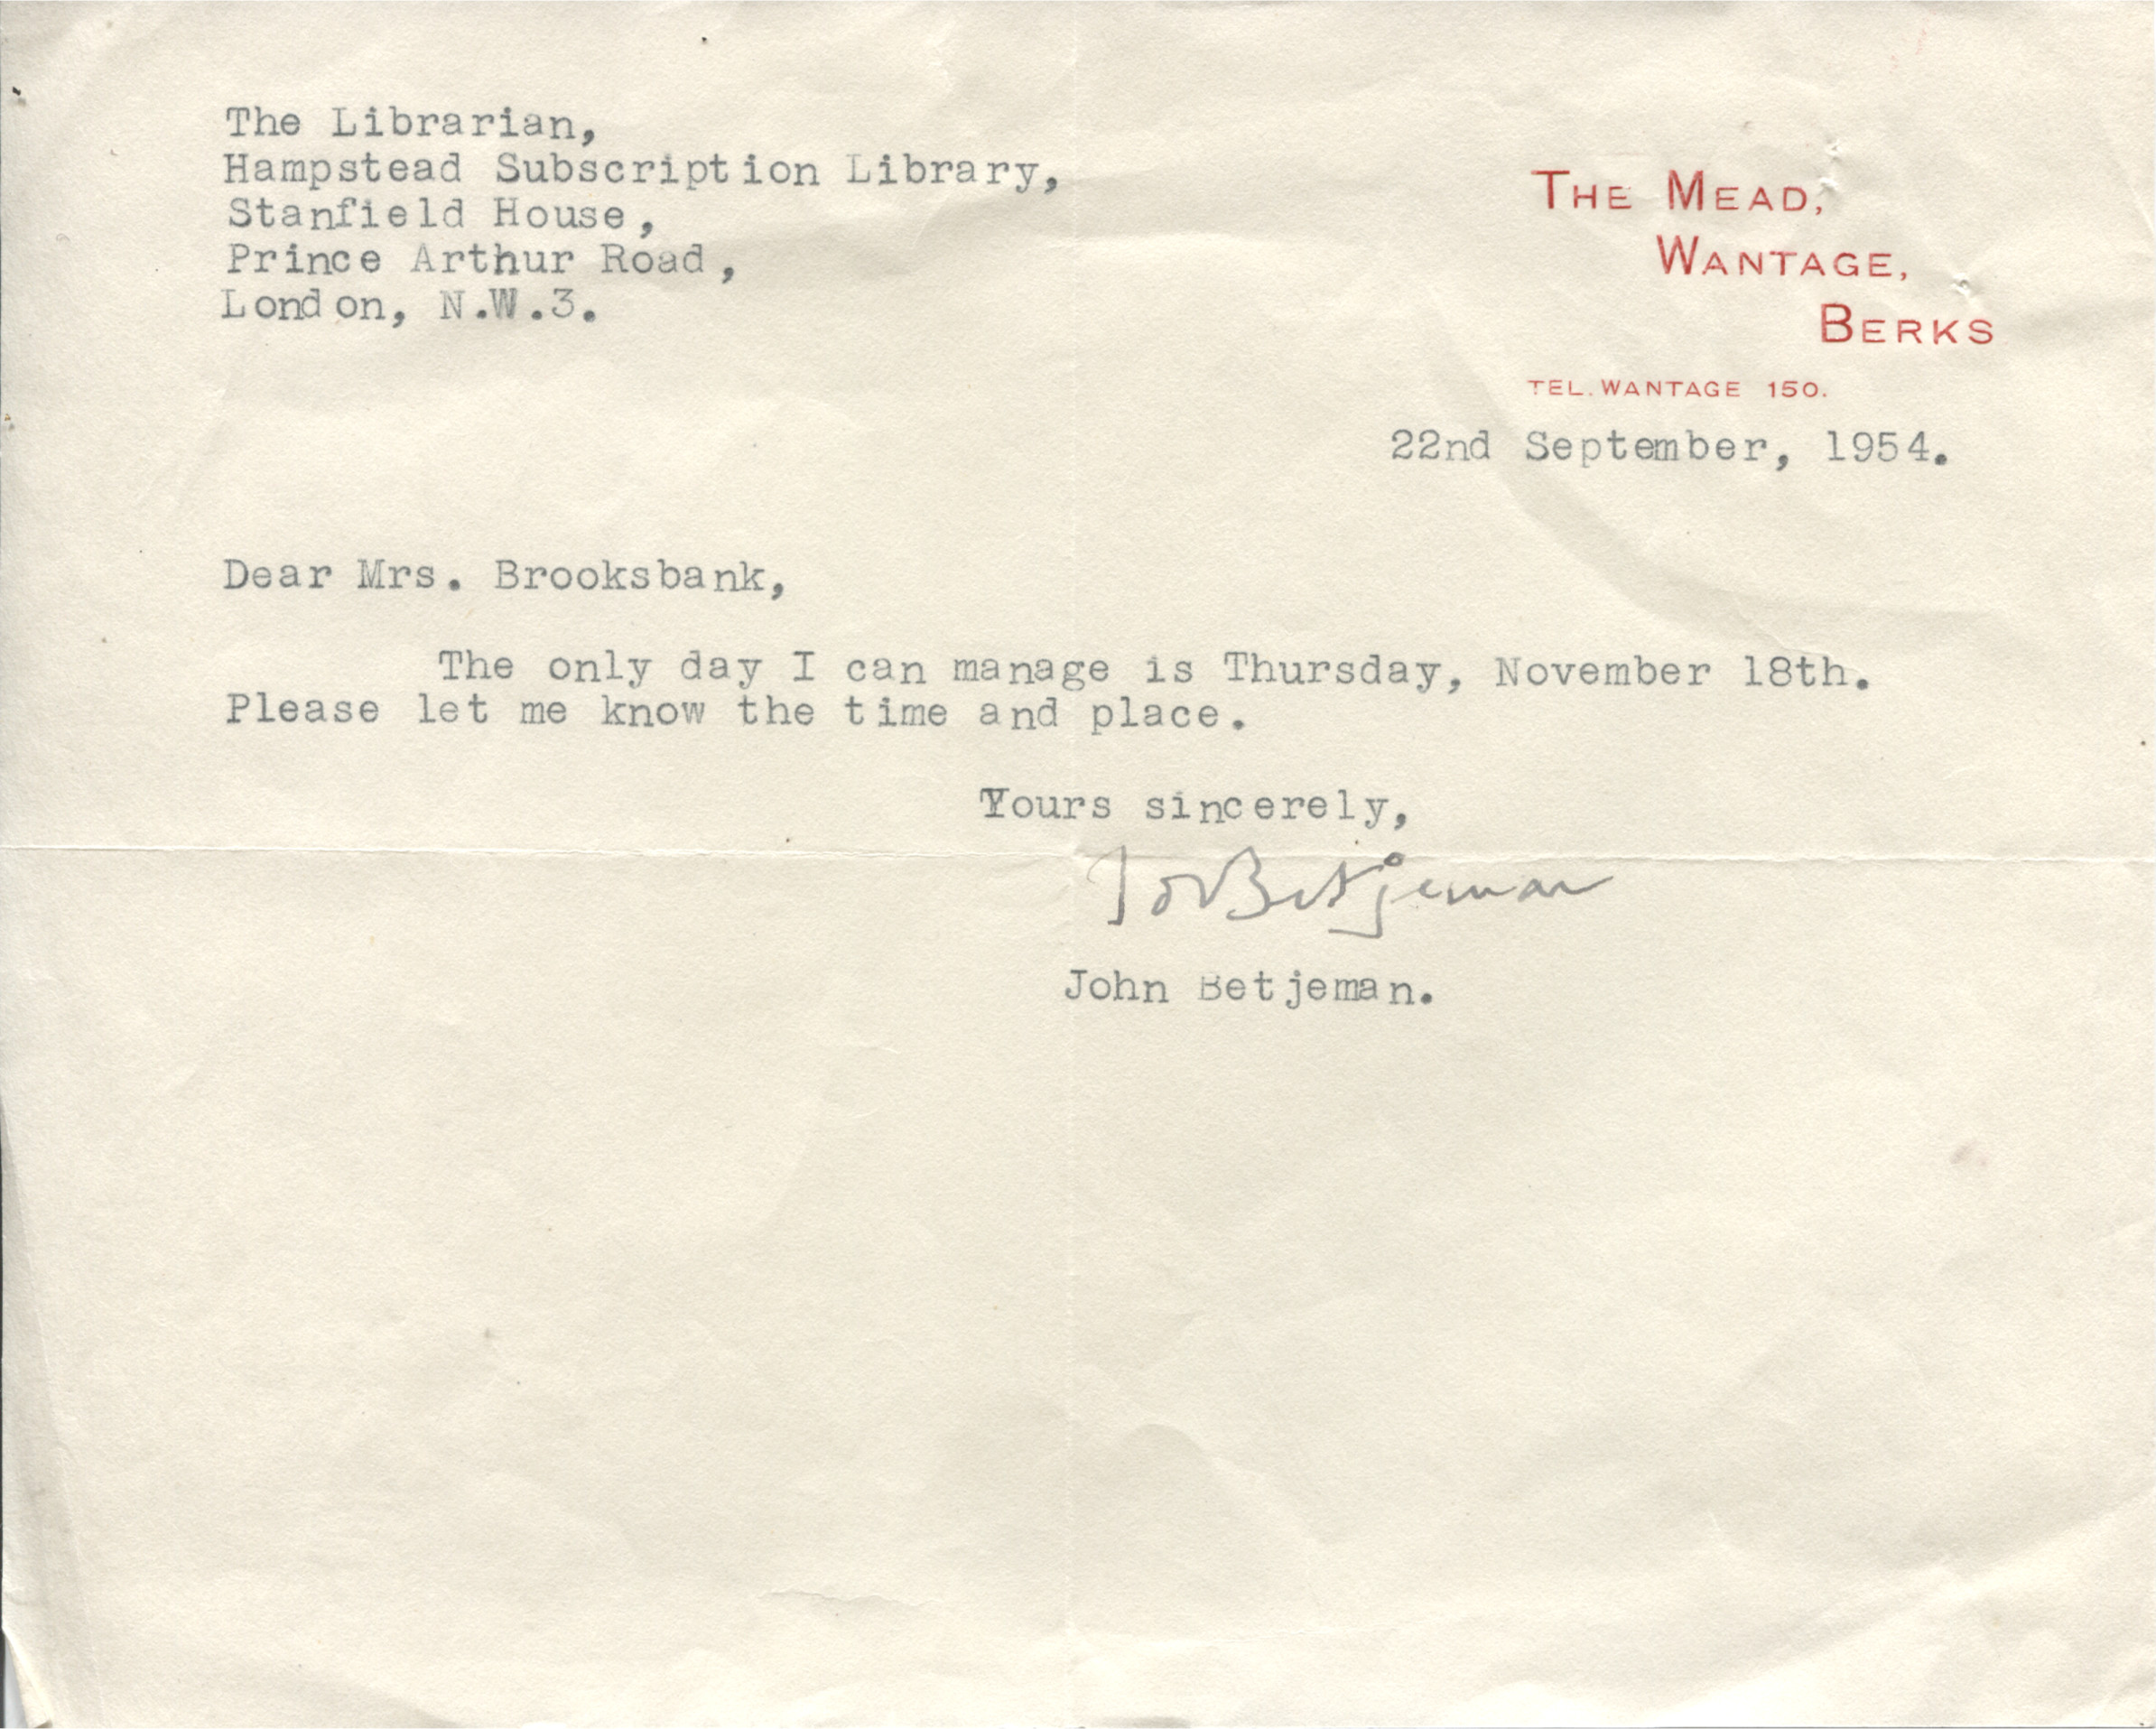 The Librarian,
Hampstead Subscription Library,
Stanfield House,
Prince Arthur Road,
London, N.W.3.
THE MEAD,
WANTAGE,
BERKS
TEL. WANTAGE 150.
22nd September, 1954.
Dear Mrs. Brooksbank,
The only day I can manage is Thursday, November 18th.
Please let me know the time and place.
Yours sincerely,
John Betjeman
John Betjeman.